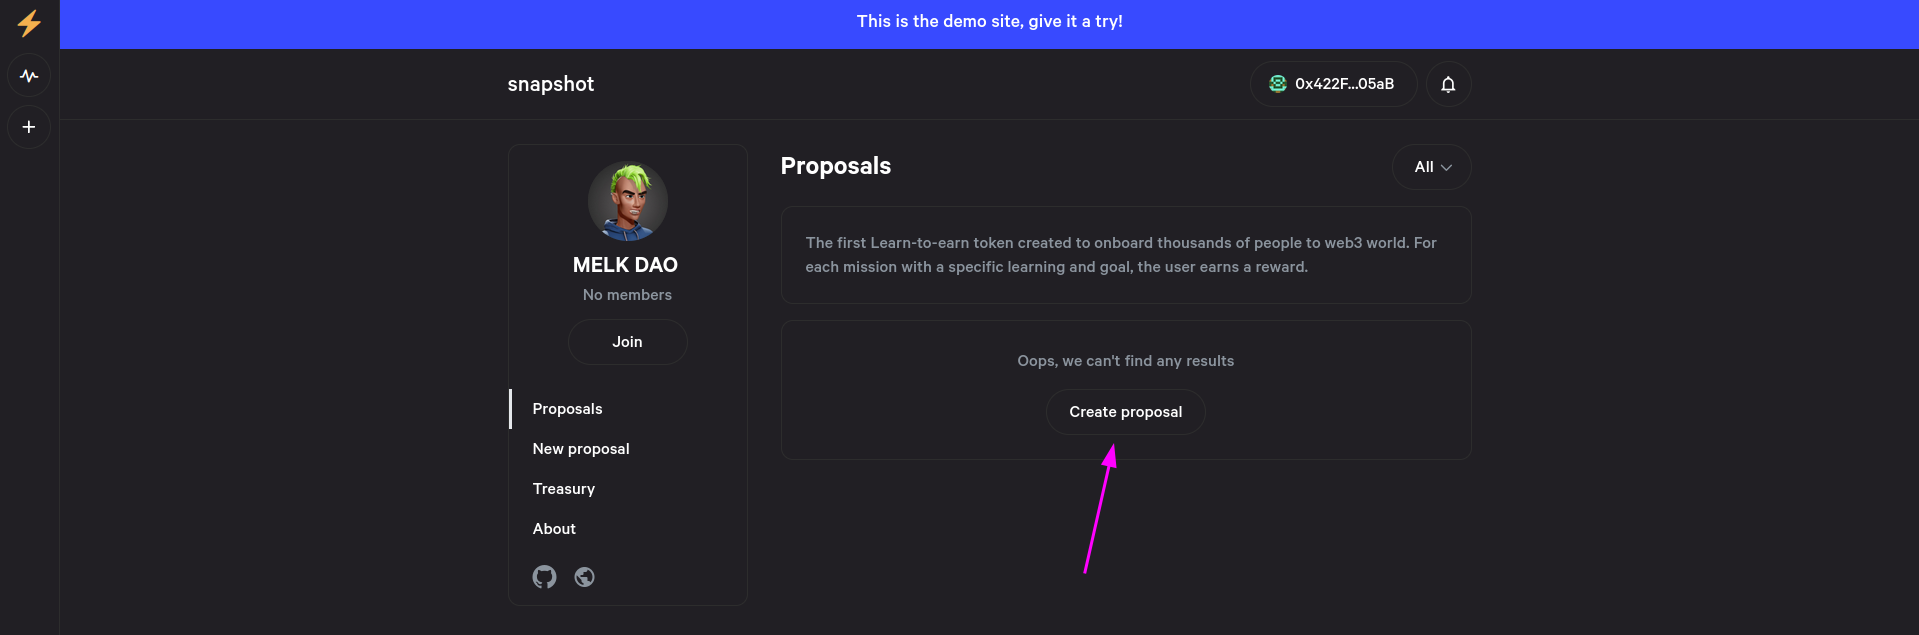 This is the demo site, give it a try!
snapshot
0x422F...05aB
MELK DAO
No members
Join
Proposals
New proposal
Treasury
About
Proposals
All
The first Learn-to-earn token created to onboard thousands of people to web3 world. For
each mission with a specific learning and goal, the user earns a reward.
Oops, we can't find any results
Create proposal